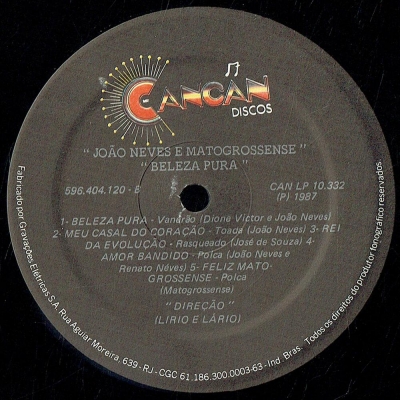 CANCAN
DISCOS
"JOÃO NEVES E MATOGROSSENSE"
"BELEZA PURA"
596.404.120-B
CAN LP 10.332
(P) 1987
1- BELEZA PURA - Vanerão (Dione Victor e João Neves)
2- MEU CASAL DO CORAÇÃO - Toada (João Neves) 3- REI
DA EVOLUÇÃO - Rasqueado (José de Souza) 4-
AMOR BANDIDO - Polca (João Neves e
Renato Néves) 5- FELIZ MATO-
GROSSENSE - Polca
(Matogrossense)
"DIREÇÃO"
(LIRIO E LÁRIO)
Fabricado por Gravações Elétricas S.A. Rua Aguiar Moreira, 639 - RJ - CGC 61.186.300.0003-63 - Ind. Bras. Todos os direitos do produtor fonográfico reservados